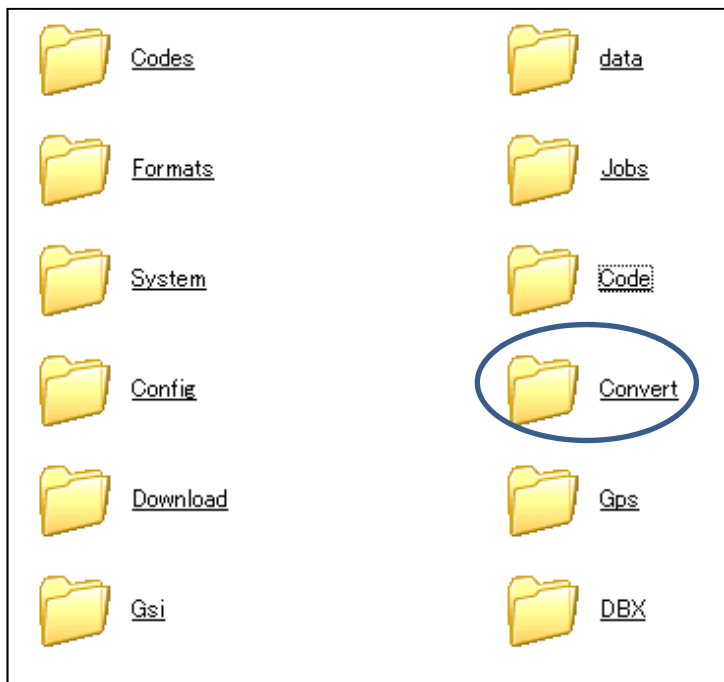 Codes
data
Formats
Jobs
System
Code
Config
Convert
Download
Gps
Gsi
DBX